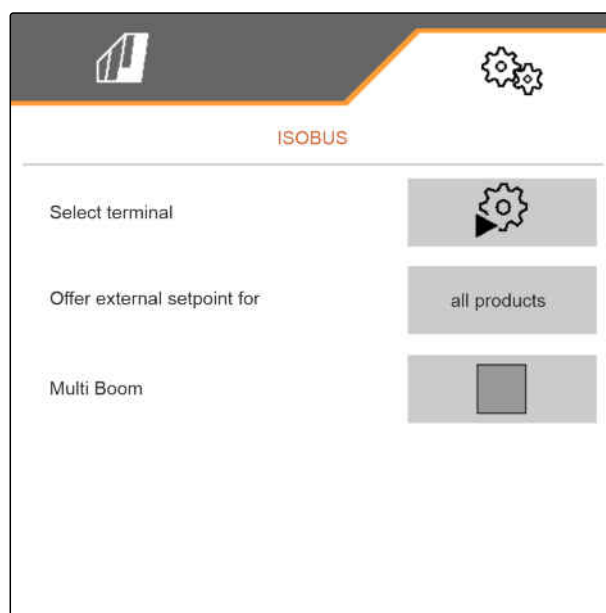 ISOBUS
Select terminal
Offer external setpoint for
all products
Multi Boom